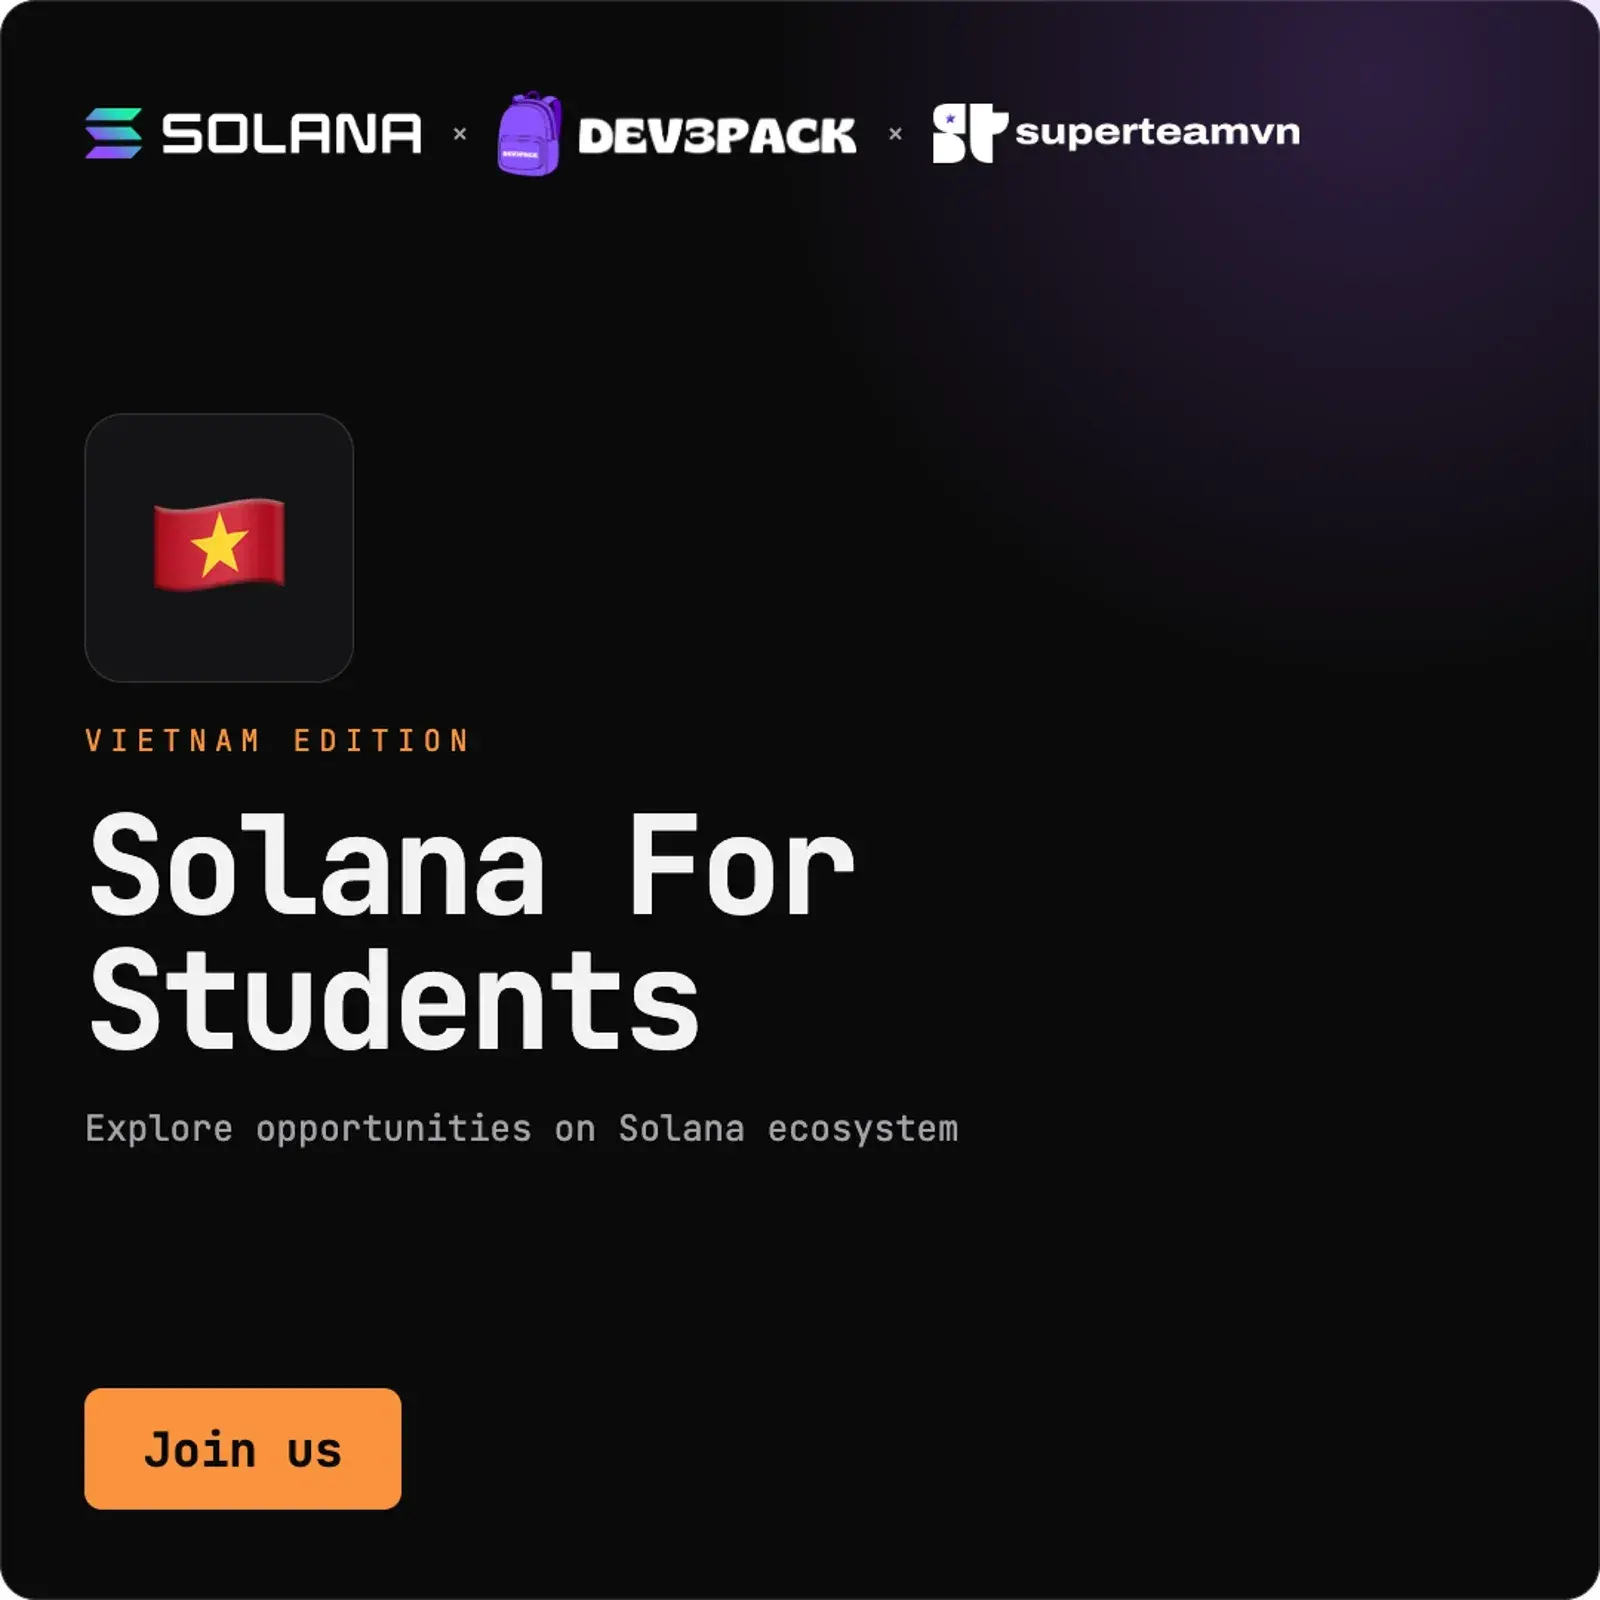 SOLANA × DEV3PACK × superteamvn
VIETNAM EDITION
Solana For
Students
Explore opportunities on Solana ecosystem
Join us